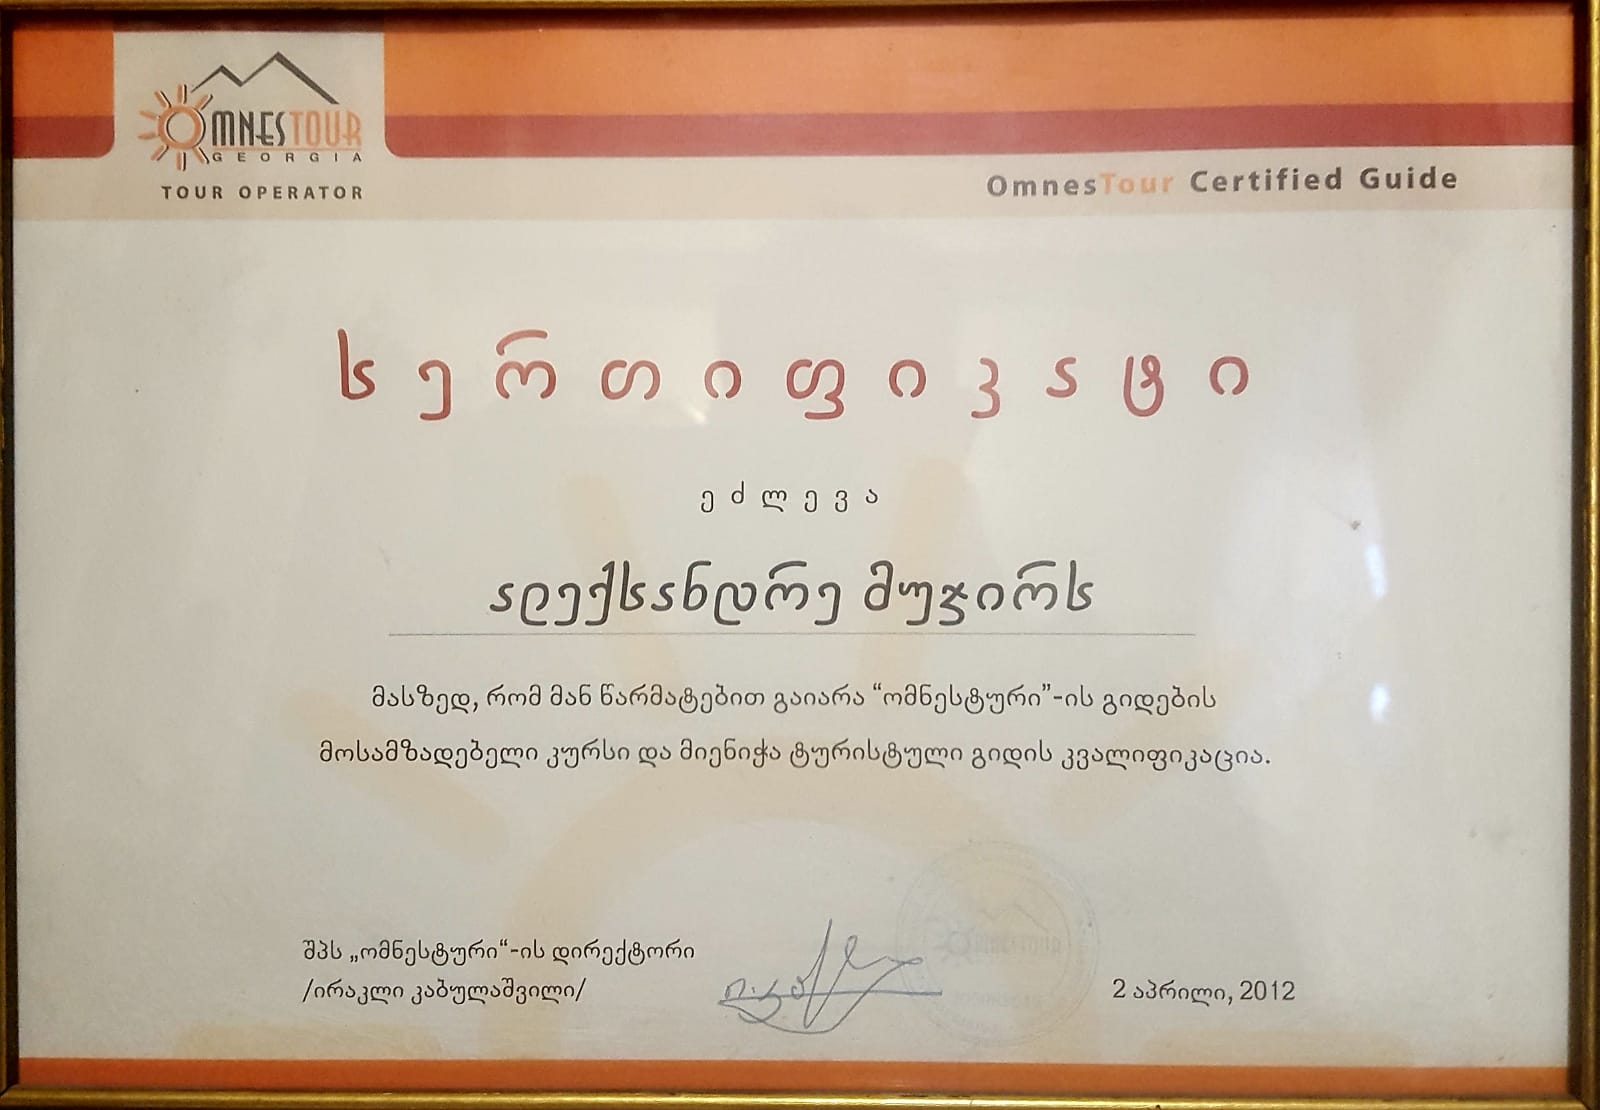 OMNESTOUR
GEORGIA
TOUR OPERATOR
OmnesTour Certified Guide
სერთიფიკატი
ეძლევა
ალექსანდრე მუჯირს
მასზედ, რომ მან წარმატებით გაიარა “ომნესტური”-ის გიდების
მოსამზადებელი კურსი და მიენიჭა ტურისტული გიდის კვალიფიკაცია.
შპს „ომნესტური“-ის დირექტორი
/ირაკლი კაბულაშვილი/
2 აპრილი, 2012